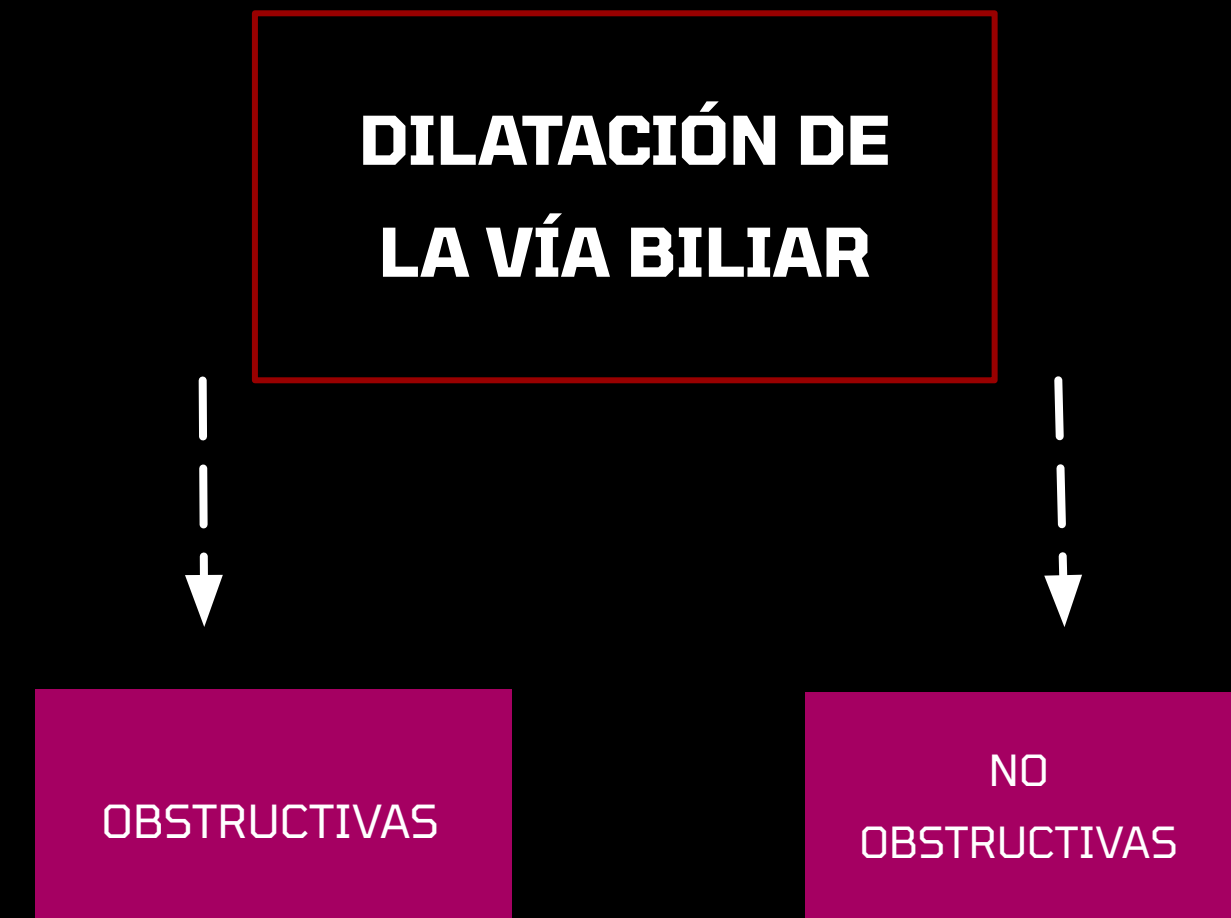 DILATACIÓN DE
LA VÍA BILIAR
OBSTRUCTIVAS
NO
OBSTRUCTIVAS